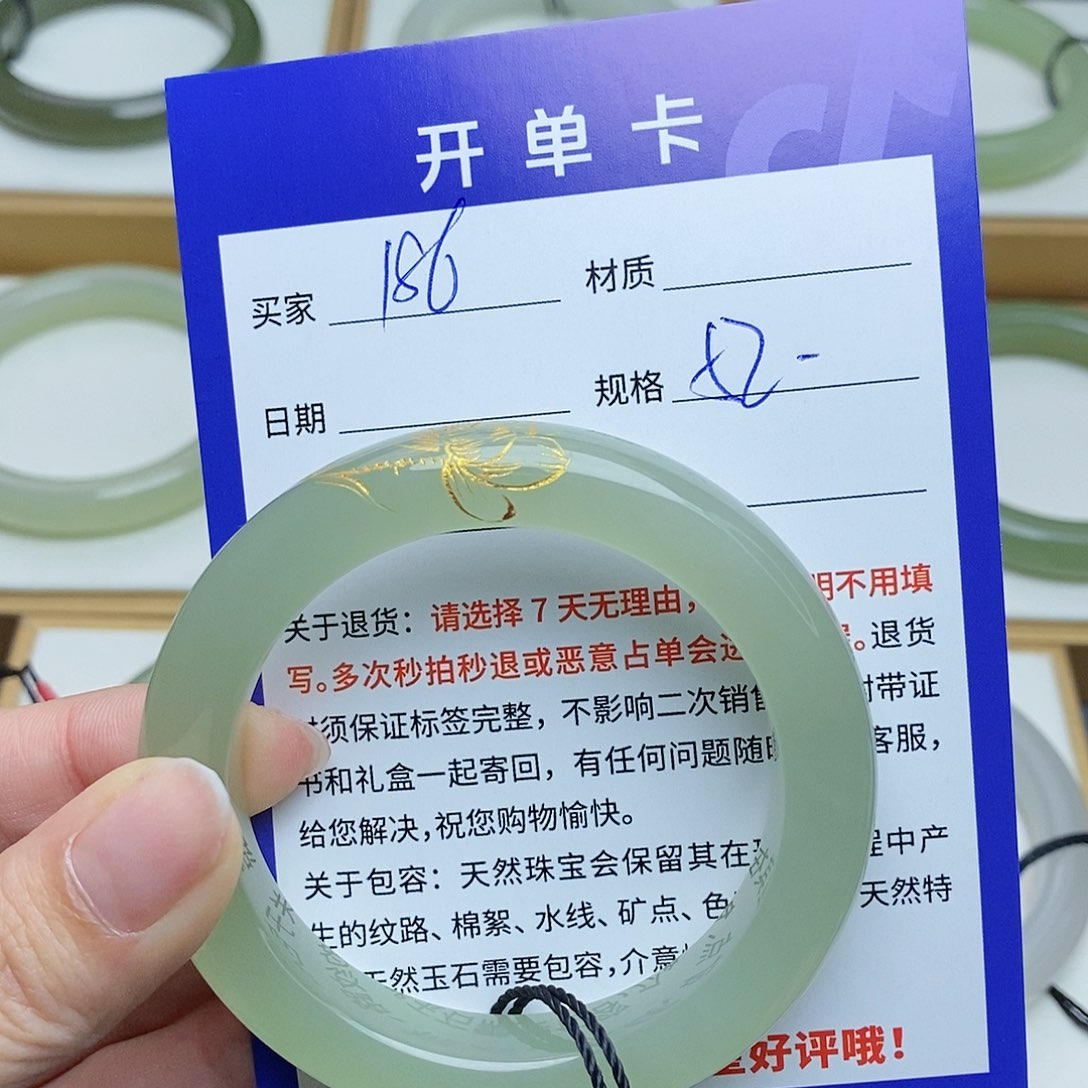 开单卡
买家 186 材质
日期 规格
关于退货：请选择7天无理由，明不用填
写。多次秒拍秒退或恶意占单会 。退货
须保证标签完整，不影响二次销售 带证
书和礼盒一起寄回，有任何问题随 客服，
给您解决，祝您购物愉快。
关于包容：天然珠宝会保留其在 程中产
生的纹路、棉絮、水线、矿点、色 天然特
天然玉石需要包容，介意
好评哦！